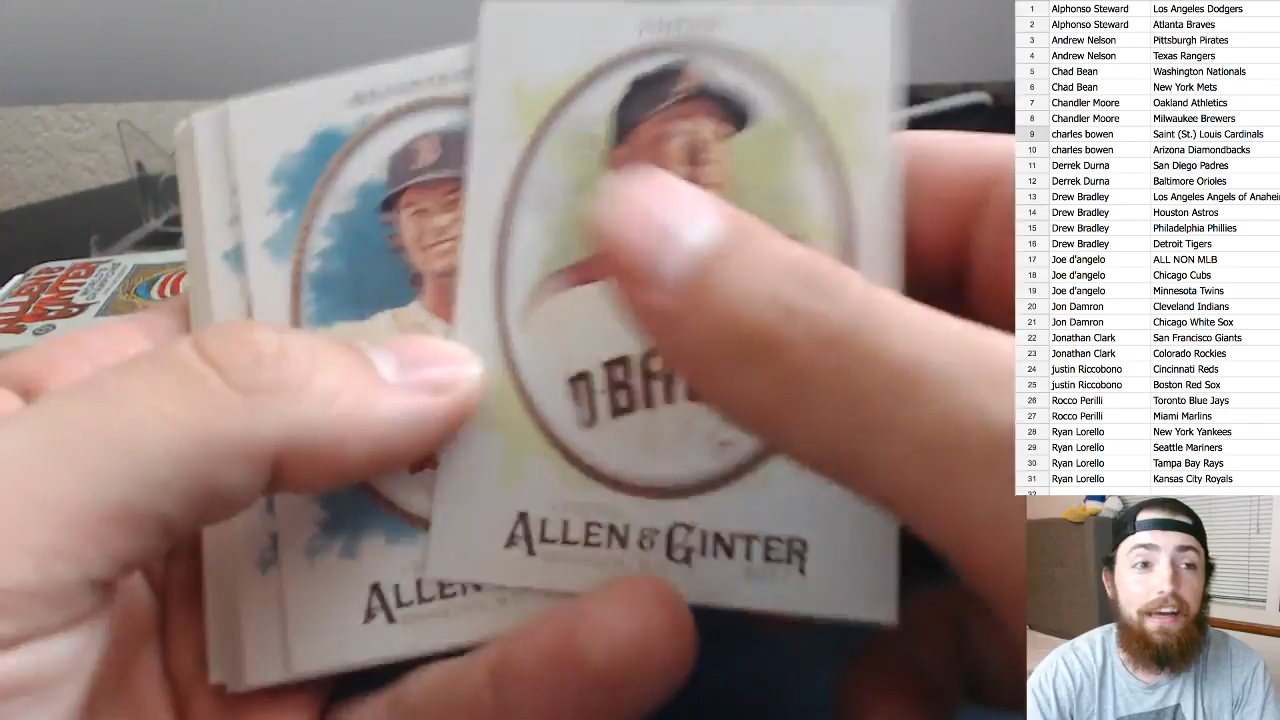 ALLEN & GINTER
ALLEN
D-BA
B
1 Alphonso Steward Los Angeles Dodgers
2 Alphonso Steward Atlanta Braves
3 Andrew Nelson Pittsburgh Pirates
4 Andrew Nelson Texas Rangers
5 Chad Bean Washington Nationals
6 Chad Bean New York Mets
7 Chandler Moore Oakland Athletics
8 Chandler Moore Milwaukee Brewers
9 charles bowen Saint (St.) Louis Cardinals
10 charles bowen Arizona Diamondbacks
11 Derrek Durna San Diego Padres
12 Derrek Durna Baltimore Orioles
13 Drew Bradley Los Angeles Angels of Anahei
14 Drew Bradley Houston Astros
15 Drew Bradley Philadelphia Phillies
16 Drew Bradley Detroit Tigers
17 Joe d'angelo ALL NON MLB
18 Joe d'angelo Chicago Cubs
19 Joe d'angelo Minnesota Twins
20 Jon Damron Cleveland Indians
21 Jon Damron Chicago White Sox
22 Jonathan Clark San Francisco Giants
23 Jonathan Clark Colorado Rockies
24 justin Riccobono Cincinnati Reds
25 justin Riccobono Boston Red Sox
26 Rocco Perilli Toronto Blue Jays
27 Rocco Perilli Miami Marlins
28 Ryan Lorello New York Yankees
29 Ryan Lorello Seattle Mariners
30 Ryan Lorello Tampa Bay Rays
31 Ryan Lorello Kansas City Royals